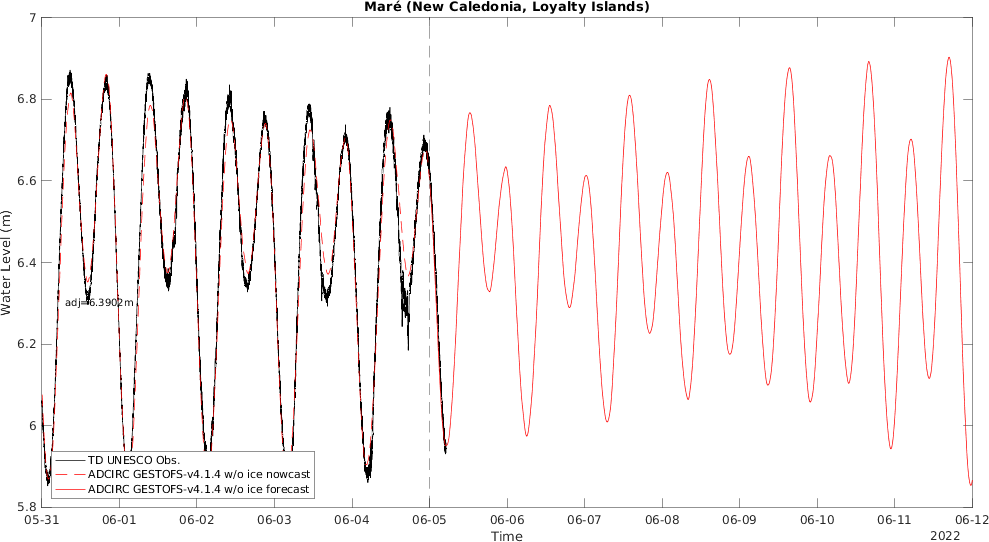 Maré (New Caledonia, Loyalty Islands)
7
6.8
6.6
6.4
6.2
6
5.8
Water Level (m)
adj=6.3902m
TD UNESCO Obs.
ADCIRC GESTOFS-v4.1.4 w/o ice nowcast
ADCIRC GESTOFS-v4.1.4 w/o ice forecast
05-31 06-01 06-02 06-03 06-04 06-05 06-06 06-07 06-08 06-09 06-10 06-11 06-12
Time
2022